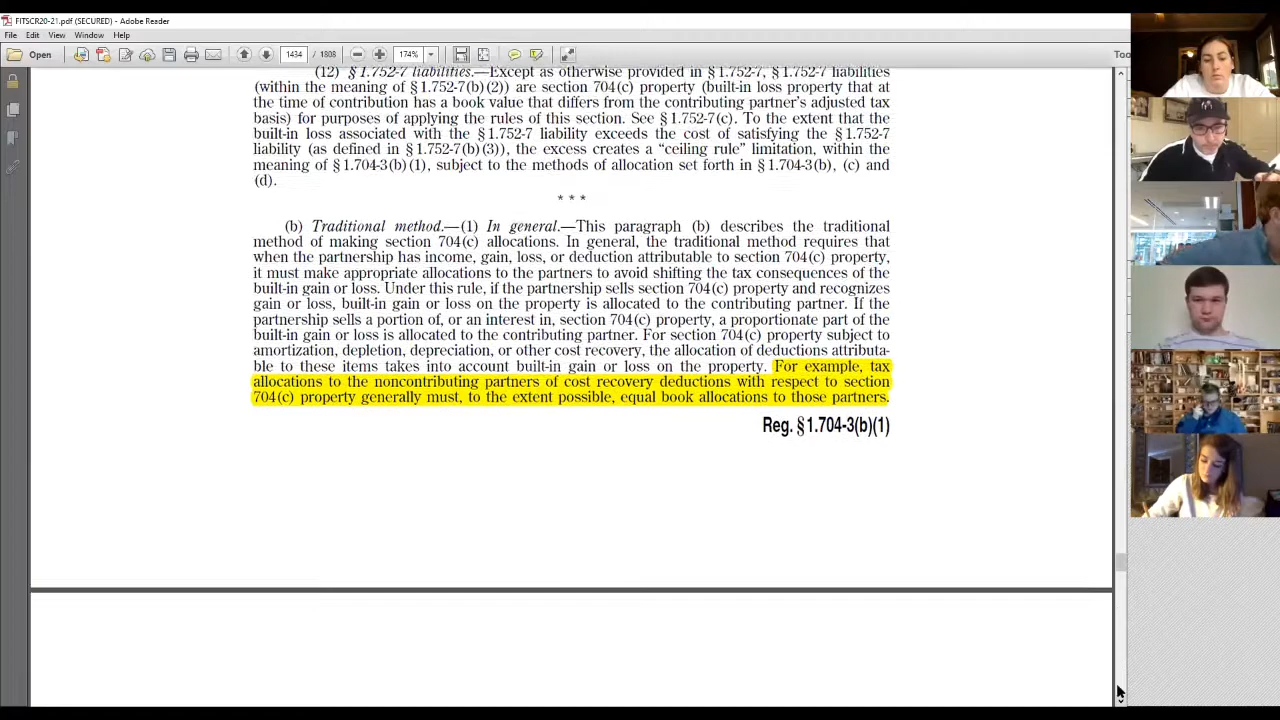 FITSCR20-21.pdf (SECURED) - Adobe Reader
File Edit View Window Help
Open 1434 / 1808 174% Too
(12) § 1.752-7 liabilities.—Except as otherwise provided in § 1.752-7, § 1.752-7 liabilities
(within the meaning of § 1.752-7(b)(2)) are section 704(c) property (built-in loss property that at
the time of contribution has a book value that differs from the contributing partner's adjusted tax
basis) for purposes of applying the rules of this section. See § 1.752-7(c). To the extent that the
built-in loss associated with the § 1.752-7 liability exceeds the cost of satisfying the § 1.752-7
liability (as defined in § 1.752-7(b)(3)), the excess creates a “ceiling rule” limitation, within the
meaning of § 1.704-3(b)(1), subject to the methods of allocation set forth in § 1.704-3(b), (c) and
(d).
* * *
(b) Traditional method.—(1) In general.—This paragraph (b) describes the traditional
method of making section 704(c) allocations. In general, the traditional method requires that
when the partnership has income, gain, loss, or deduction attributable to section 704(c) property,
it must make appropriate allocations to the partners to avoid shifting the tax consequences of the
built-in gain or loss. Under this rule, if the partnership sells section 704(c) property and recognizes
gain or loss, built-in gain or loss on the property is allocated to the contributing partner. If the
partnership sells a portion of, or an interest in, section 704(c) property, a proportionate part of the
built-in gain or loss is allocated to the contributing partner. For section 704(c) property subject to
amortization, depletion, depreciation, or other cost recovery, the allocation of deductions attributa-
ble to these items takes into account built-in gain or loss on the property. For example, tax
allocations to the noncontributing partners of cost recovery deductions with respect to section
704(c) property generally must, to the extent possible, equal book allocations to those partners.
Reg. § 1.704-3(b)(1)